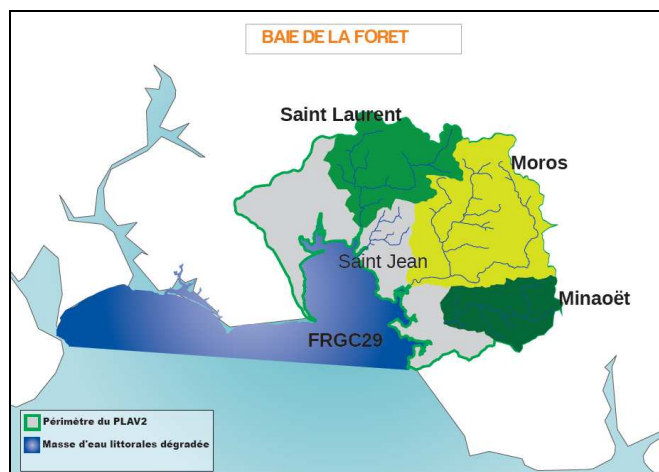 BAIE DE LA FORET
Saint Laurent
Moros
Saint Jean
Minaoët
FRGC29
Périmètre du PLAV2
Masse d'eau littorales dégradée